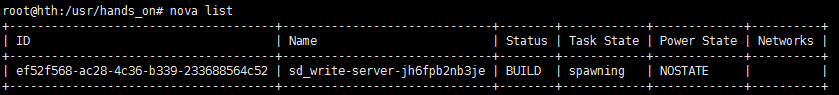 root@hth:/usr/hands_on# nova list
+--------------------------------------+-----------------------------+--------+------------+-------------+----------+
| ID | Name | Status | Task State | Power State | Networks |
+--------------------------------------+-----------------------------+--------+------------+-------------+----------+
| ef52f568-ac28-4c36-b339-233688564c52 | sd_write-server-jh6fpb2nb3je | BUILD | spawning | NOSTATE | |
+--------------------------------------+-----------------------------+--------+------------+-------------+----------+